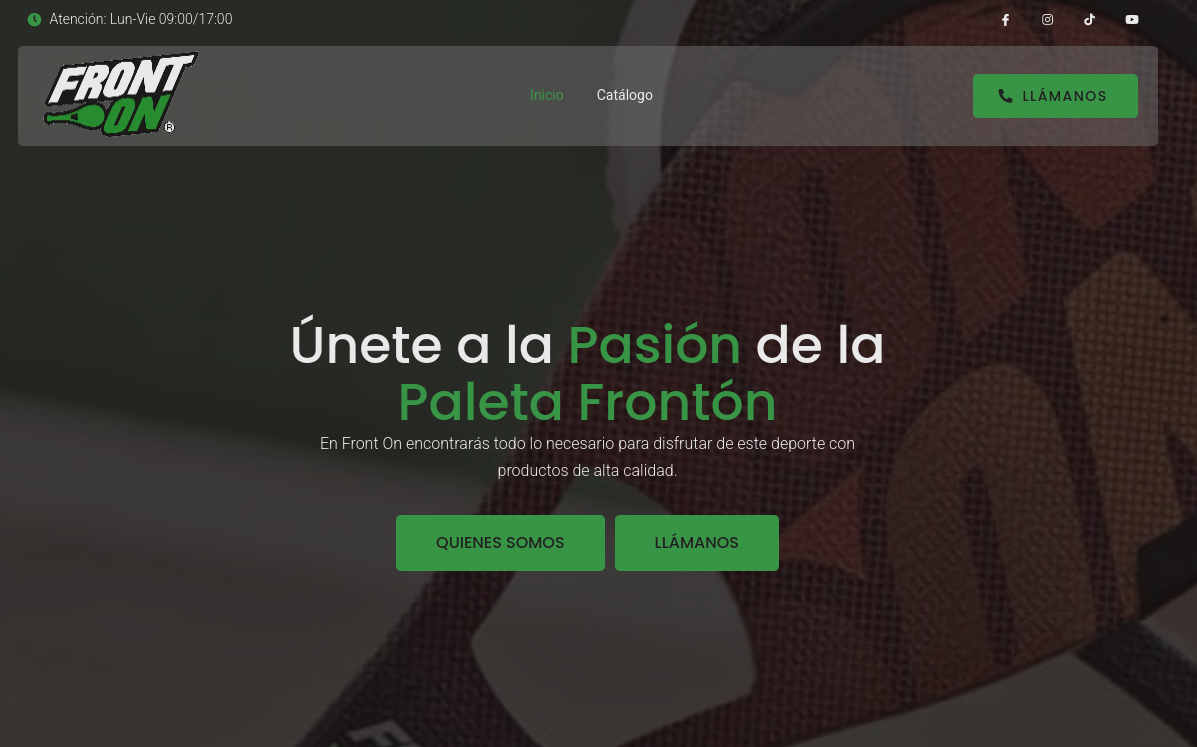 Atención: Lun-Vie 09:00/17:00
FRONT
ON®
Inicio
Catálogo
LLÁMANOS
Únete a la Pasión de la
Paleta Frontón
En Front On encontrarás todo lo necesario para disfrutar de este deporte con
productos de alta calidad.
QUIENES SOMOS
LLÁMANOS